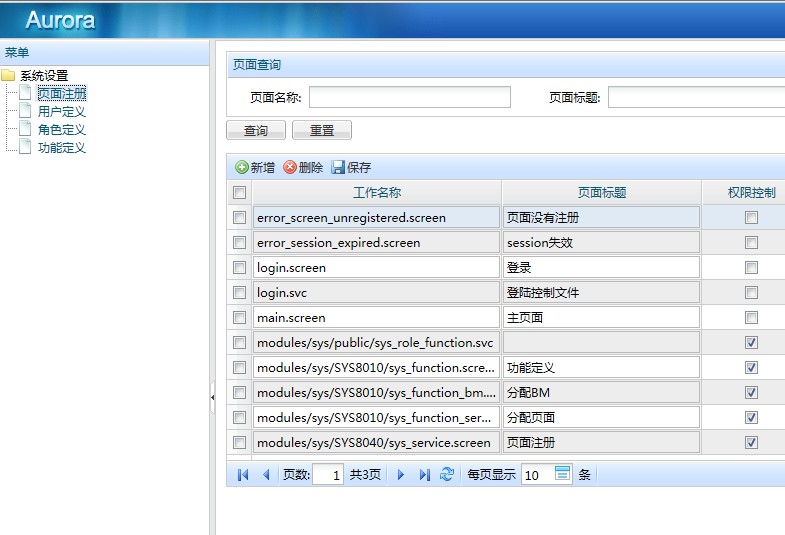 Aurora
菜单
系统设置
页面注册
用户定义
角色定义
功能定义
页面查询
页面名称: 页面标题:
查询 重置
新增 删除 保存
工作名称 页面标题 权限控制
error_screen_unregistered.screen 页面没有注册
error_session_expired.screen session失效
login.screen 登录
login.svc 登陆控制文件
main.screen 主页面
modules/sys/public/sys_role_function.svc
modules/sys/SYS8010/sys_function.scre... 功能定义
modules/sys/SYS8010/sys_function_bm.... 分配BM
modules/sys/SYS8010/sys_function_ser... 分配页面
modules/sys/SYS8040/sys_service.screen 页面注册
页数: 1 共3页 每页显示 10 条